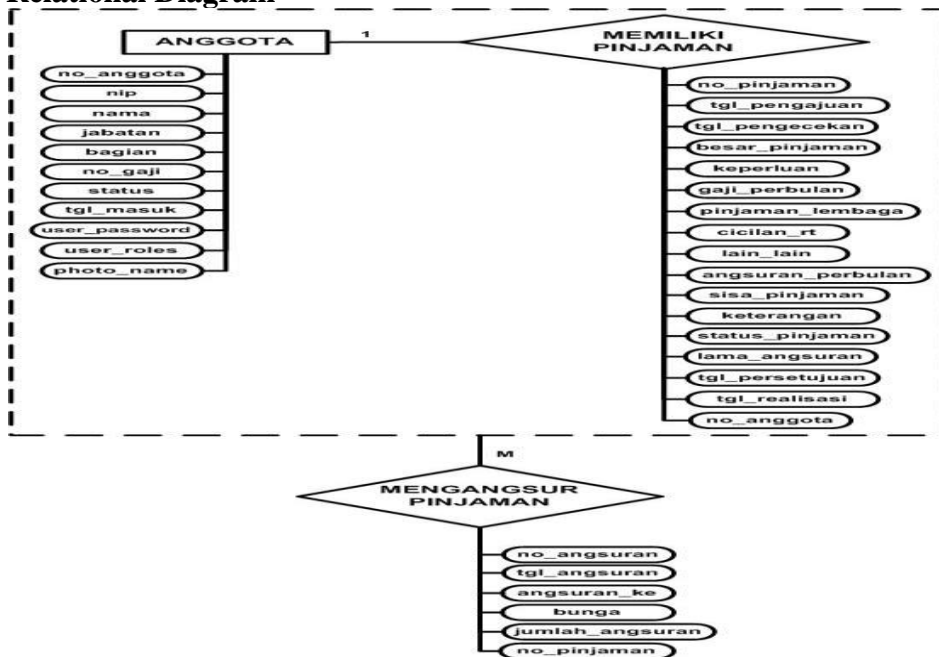 Relational Diagram
ANGGOTA
1
MEMILIKI
PINJAMAN
no_anggota
nip
nama
jabatan
bagian
no_gaji
status
tgl_masuk
user_password
user_roles
photo_name
no_pinjaman
tgl_pengajuan
tgl_pengecekan
besar_pinjaman
keperluan
gaji_perbulan
pinjaman_lembaga
cicilan_rt
lain_lain
angsuran_perbulan
sisa_pinjaman
keterangan
status_pinjaman
lama_angsuran
tgl_persetujuan
tgl_realisasi
no_anggota
M
MENGANGSUR
PINJAMAN
no_angsuran
tgl_angsuran
angsuran_ke
bunga
jumlah_angsuran
no_pinjaman